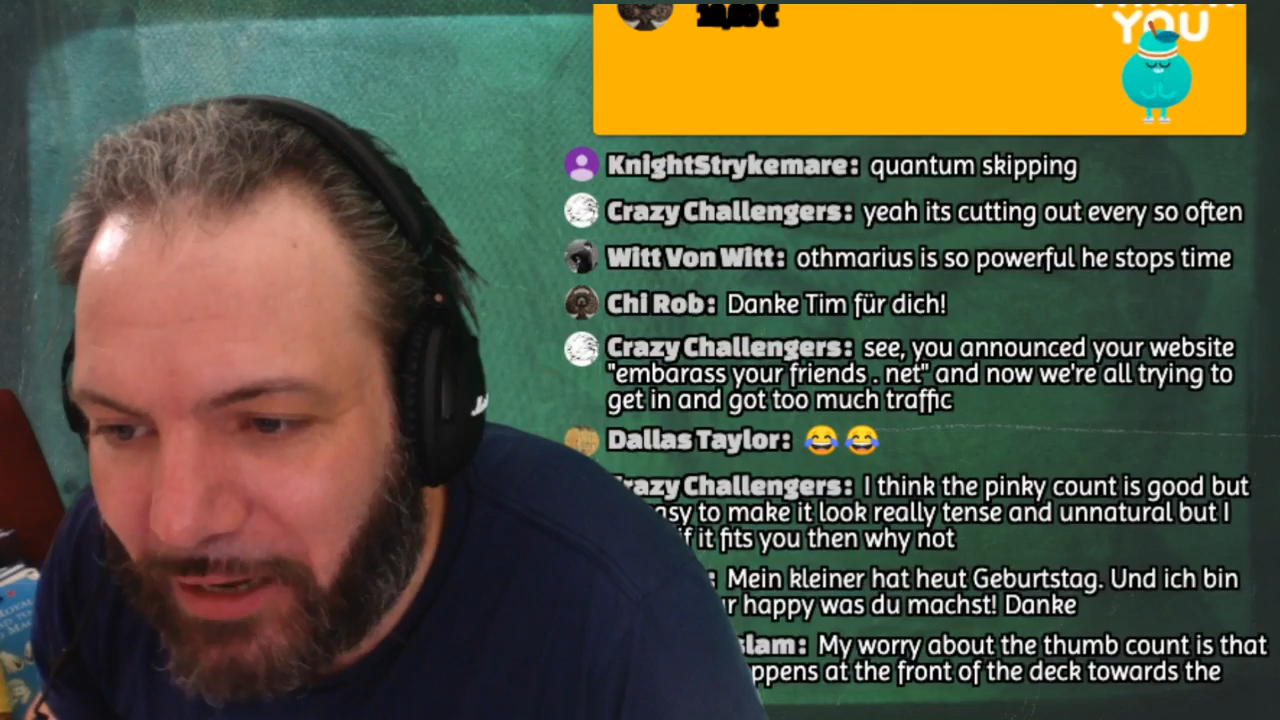 YOU
KnightStrykemare: quantum skipping
Crazy Challengers: yeah its cutting out every so often
Witt Von Witt: othmarius is so powerful he stops time
Chi Rob: Danke Tim für dich!
Crazy Challengers: see, you announced your website
"embarass your friends . net" and now we're all trying to
get in and got too much traffic
Dallas Taylor: 😂😂
Crazy Challengers: I think the pinky count is good but
to make it look really tense and unnatural but I
if it fits you then why not
: Mein kleiner hat heut Geburtstag. Und ich bin
happy was du machst! Danke
slam: My worry about the thumb count is that
at the front of the deck towards the